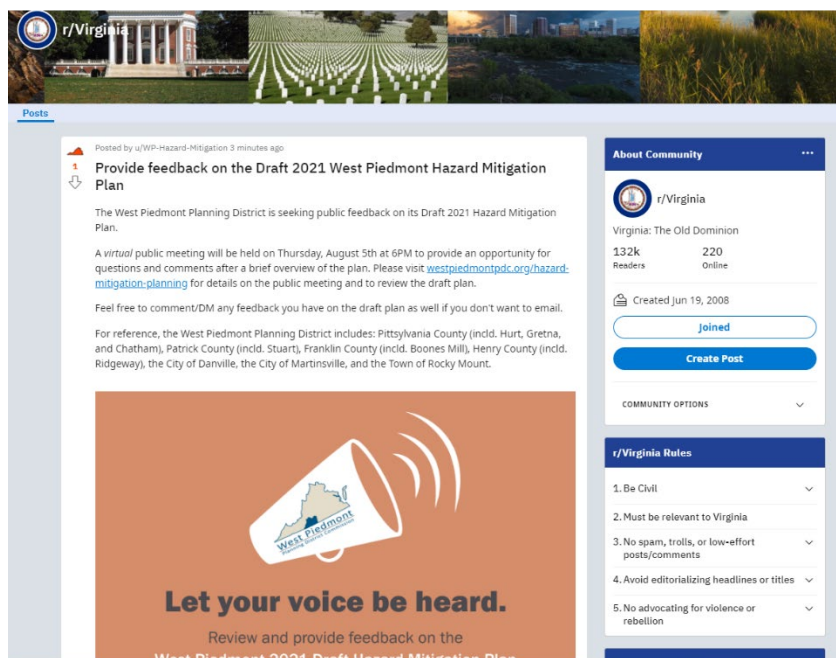 r/Virginia
Posts
Posted by u/WP-Hazard-Mitigation 3 minutes ago
1
Provide feedback on the Draft 2021 West Piedmont Hazard Mitigation
Plan
The West Piedmont Planning District is seeking public feedback on its Draft 2021 Hazard Mitigation
Plan.
A virtual public meeting will be held on Thursday, August 5th at 6PM to provide an opportunity for
questions and comments after a brief overview of the plan. Please visit westpiedmontpdc.org/hazard-
mitigation-planning for details on the public meeting and to review the draft plan.
Feel free to comment/DM any feedback you have on the draft plan as well if you don't want to email.
For reference, the West Piedmont Planning District includes: Pittsylvania County (incld. Hurt, Gretna,
and Chatham), Patrick County (incld. Stuart), Franklin County (incld. Boones Mill), Henry County (incld.
Ridgeway), the City of Danville, the City of Martinsville, and the Town of Rocky Mount.
West Piedmont
Planning District Commission
Let your voice be heard.
Review and provide feedback on the
West Piedmont 2021 Draft Hazard Mitigation Plan
About Community
r/Virginia
Virginia: The Old Dominion
132k 220
Readers Online
Created Jun 19, 2008
Joined
Create Post
COMMUNITY OPTIONS
r/Virginia Rules
1. Be Civil
2. Must be relevant to Virginia
3. No spam, trolls, or low-effort
posts/comments
4. Avoid editorializing headlines or titles
5. No advocating for violence or
rebellion